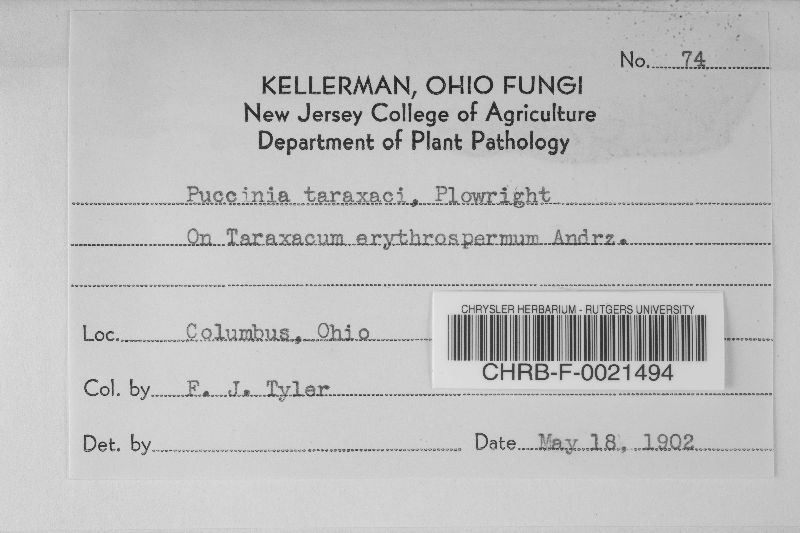 No. 74
KELLERMAN, OHIO FUNGI
New Jersey College of Agriculture
Department of Plant Pathology
Puccinia taraxaci, Plowright
On Taraxacum erythrospermum Andrz.
Loc. Columbus, Ohio
CHRYSLER HERBARIUM - RUTGERS UNIVERSITY
CHRB-F-0021494
Col. by F. J. Tyler
Det. by
Date May 18, 1902